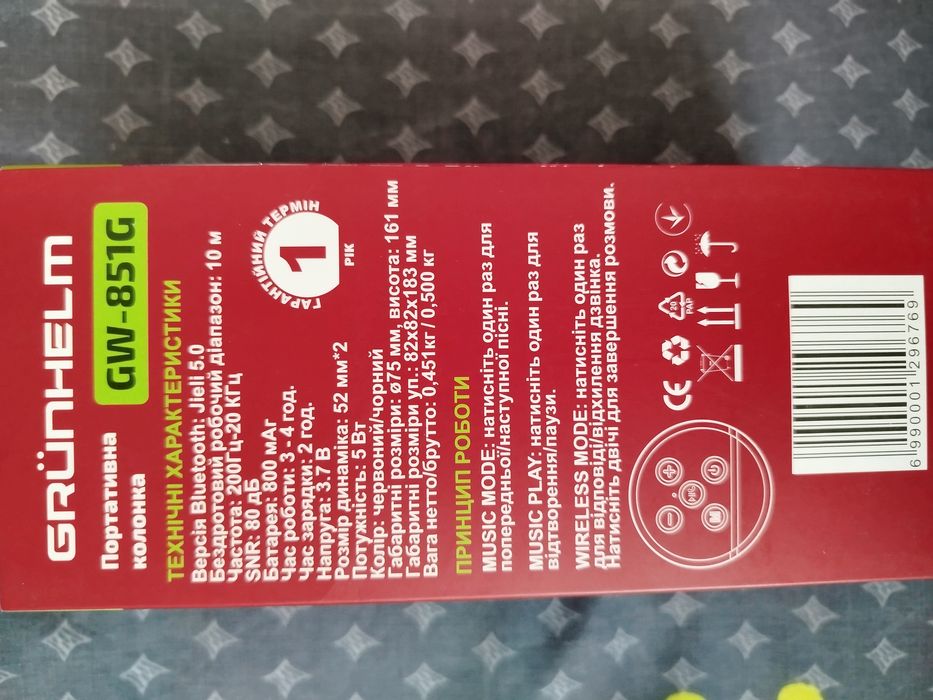 GRÜNHELM
Портативна
колонка
GW-851G
ТЕХНІЧНІ ХАРАКТЕРИСТИКИ
Версія Bluetooth: Jieli 5.0
Бездротовий робочий діапазон: 10 м
Частота: 200Гц-20 КГц
SNR: 80 дБ
Батарея: 800 мАг
Час роботи: 3 - 4 год.
Час зарядки: 2 год.
Напруга: 3.7 В
Розмір динаміка: 52 мм*2
Потужність: 5 Вт
Колір: червоний/чорний
Габаритні розміри: ø75 мм, висота: 161 мм
Габаритні розміри уп.: 82x82x183 мм
Вага нетто/брутто: 0,451кг / 0,500 кг
ГАРАНТІЙНИЙ ТЕРМІН
1
РІК
ПРИНЦИП РОБОТИ
MUSIC MODE: натисніть один раз для
попередньої/наступної пісні.
MUSIC PLAY: натисніть один раз для
відтворення/паузи.
WIRELESS MODE: натисніть один раз
для відповіді/відхилення дзвінка.
Натисніть двічі для завершення розмови.
M
CE
20
PAP
6 990001 296769